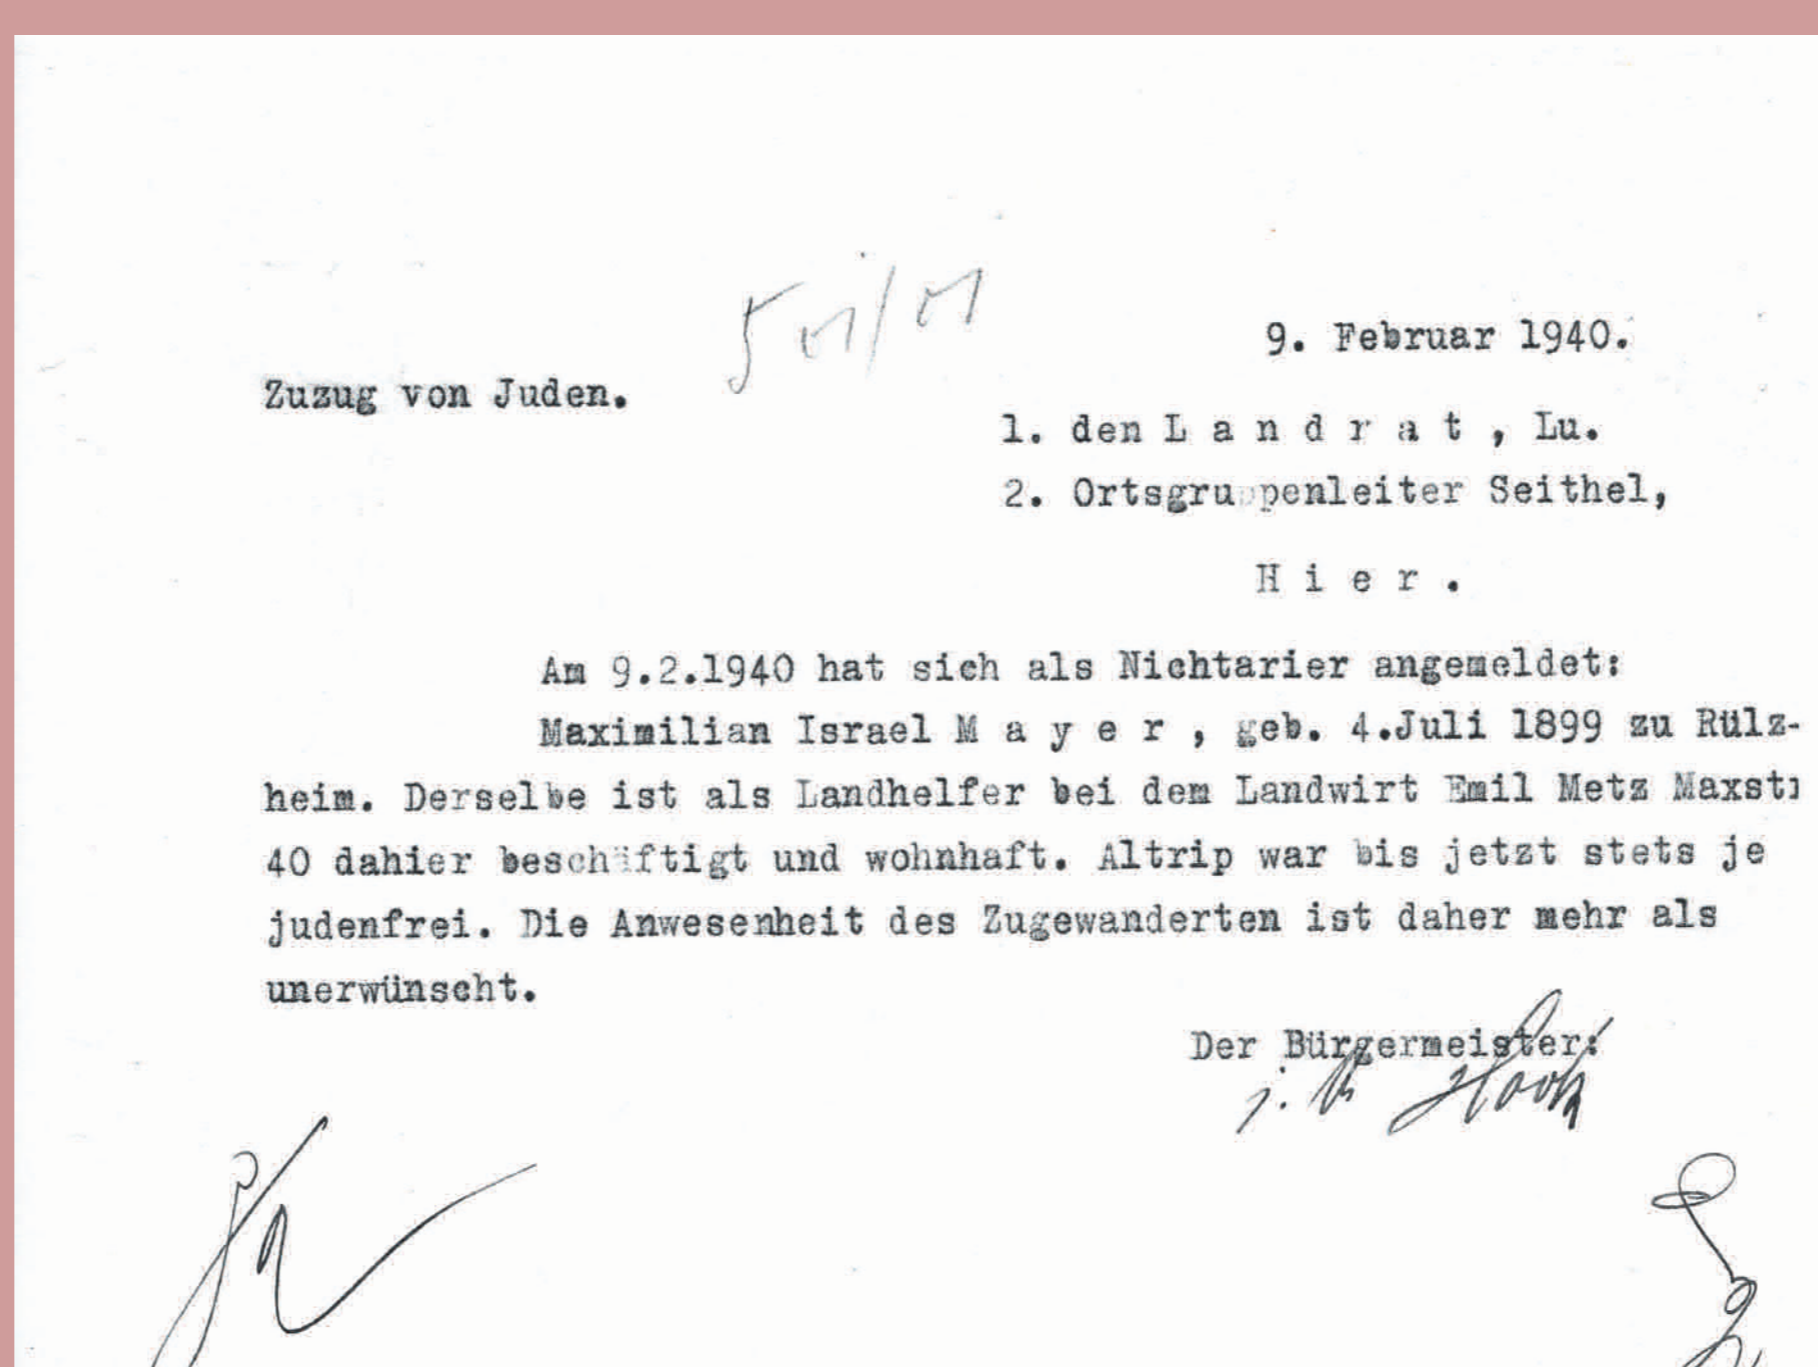 9. Februar 1940.
Zuzug von Juden.
1. den L a n d r a t , Lu.
2. Ortsgruppenleiter Seithel,
H i e r .
Am 9.2.1940 hat sich als Nichtarier angemeldet:
Maximilian Israel M a y e r , geb. 4.Juli 1899 zu Rülz-
heim. Derselbe ist als Landhelfer bei dem Landwirt Emil Metz
40 dahier beschäftigt und wohnhaft. Altrip war bis jetzt stets je
judenfrei. Die Anwesenheit des Zugewanderten ist daher mehr als
unerwünscht.
Der Bürgermeister: